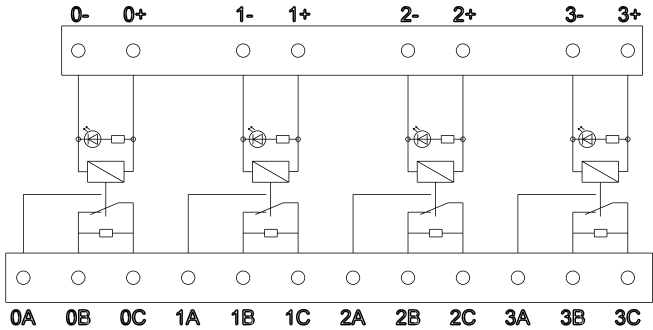 0- 0+ 1- 1+ 2- 2+ 3- 3+
0A 0B 0C 1A 1B 1C 2A 2B 2C 3A 3B 3C